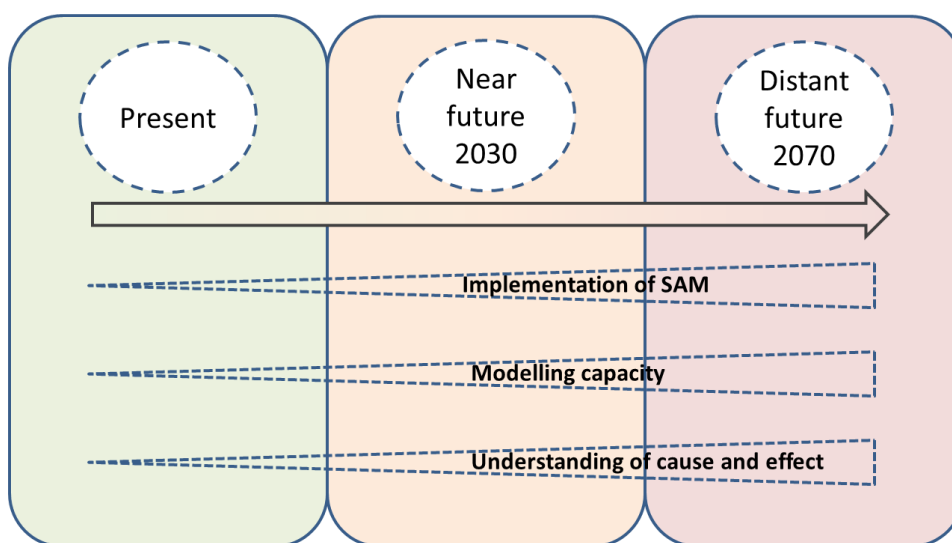 Present
Near
future
2030
Distant
future
2070
Implementation of SAM
Modelling capacity
Understanding of cause and effect